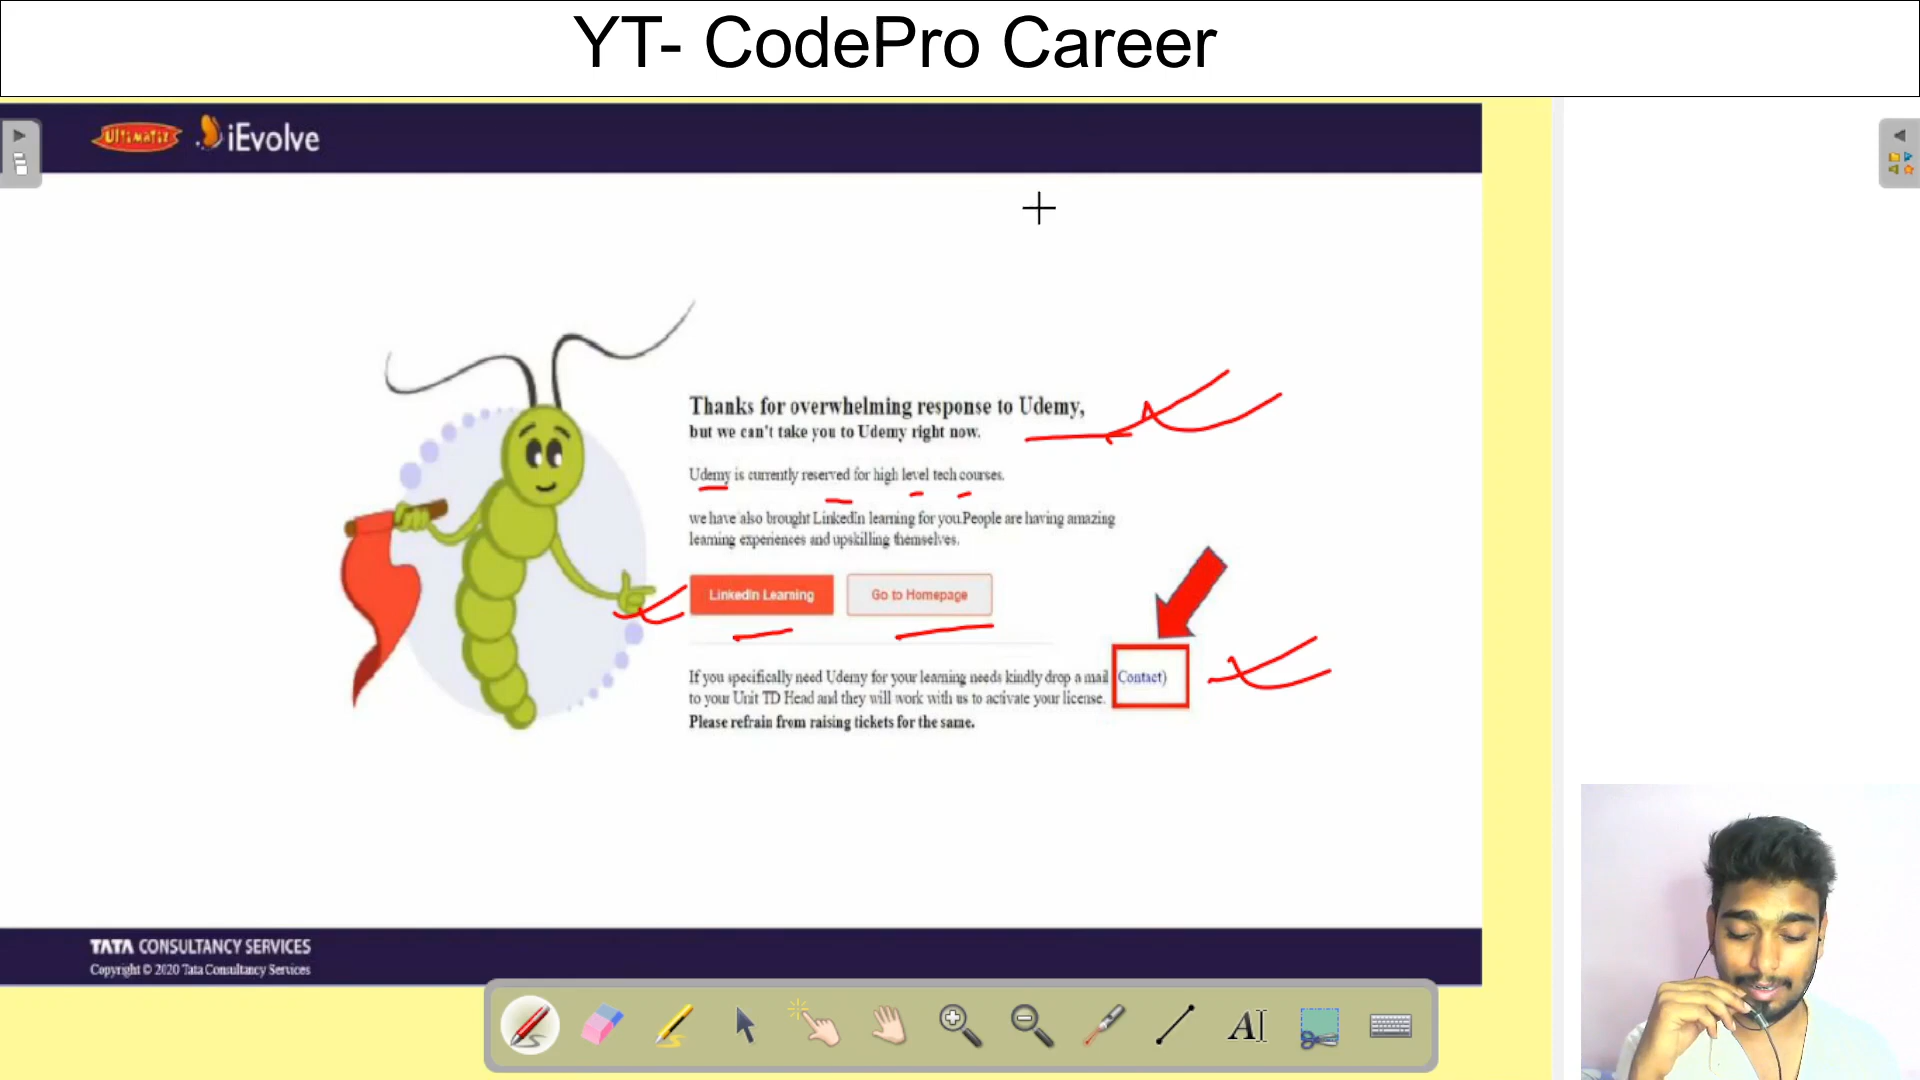 YT- CodePro Career
Ultimatix iEvolve
Thanks for overwhelming response to Udemy,
but we can't take you to Udemy right now.
Udemy is currently reserved for high level tech courses.
we have also brought LinkedIn learning for you.People are having amazing
learning experiences and upskilling themselves.
LinkedIn Learning Go to Homepage
If you specifically need Udemy for your learning needs kindly drop a mail Contact)
to your Unit TD Head and they will work with us to activate your license.
Please refrain from raising tickets for the same.
TATA CONSULTANCY SERVICES
Copyright © 2020 Tata Consultancy Services
A